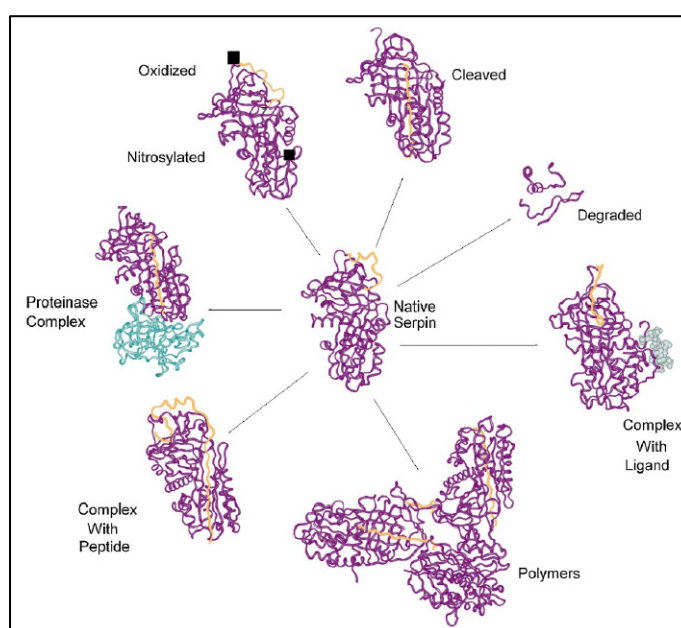 Oxidized
Cleaved
Nitrosylated
Degraded
Proteinase
Complex
Native
Serpin
Complex
With
Ligand
Complex
With
Peptide
Polymers